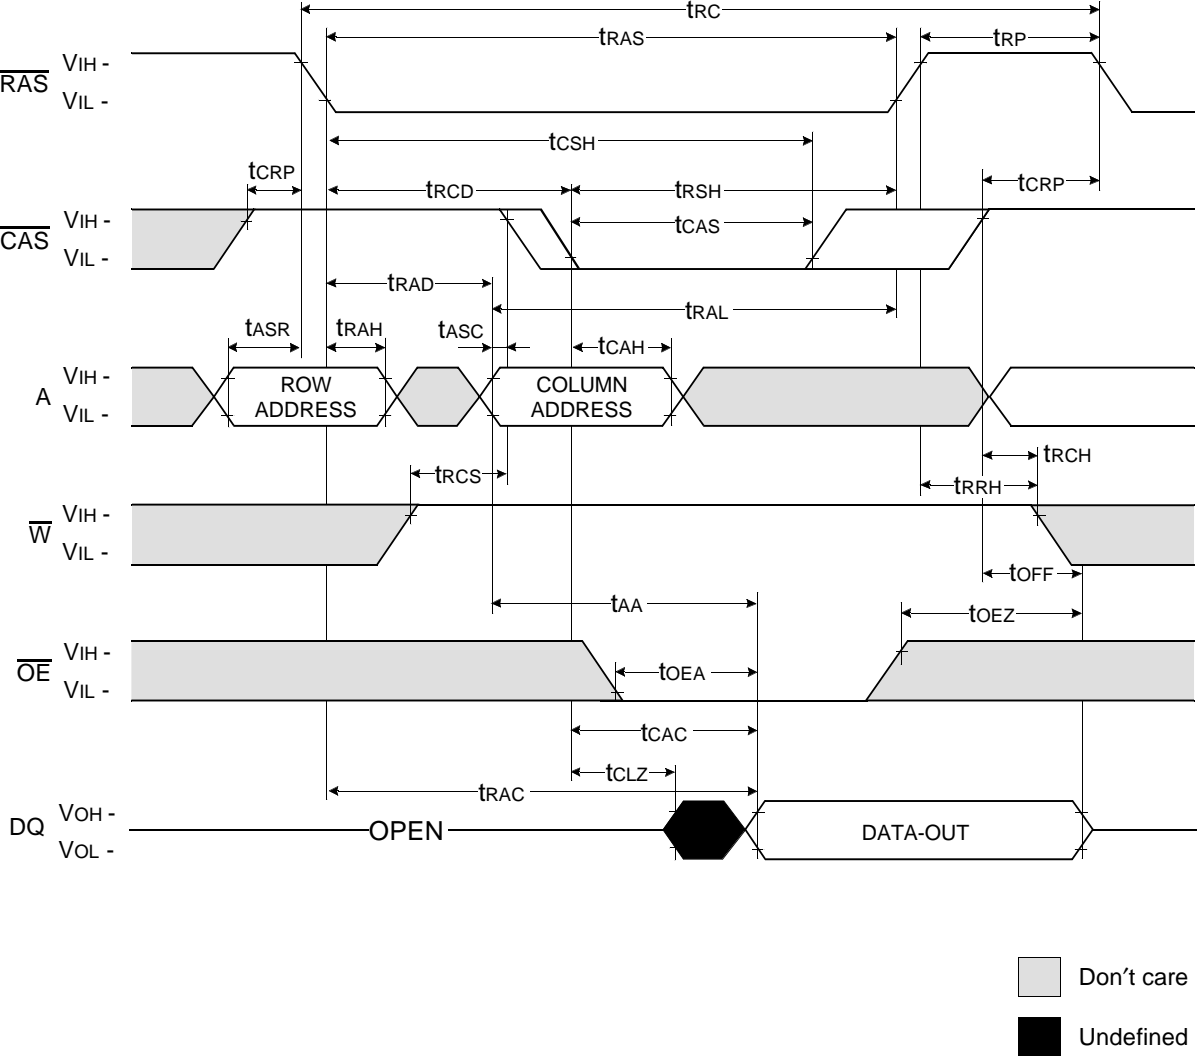 tRC
tRAS
tRP
VIH -
RAS
VIL -
tCSH
tCRP
tRCD
tRSH
tCRP
VIH -
CAS
tCAS
VIL -
tRAD
tRAL
tASR
tRAH
tASC
tCAH
VIH -
A
VIL -
ROW
ADDRESS
COLUMN
ADDRESS
tRCH
tRCS
tRRH
VIH -
W
VIL -
tOFF
tAA
tOEZ
VIH -
OE
VIL -
tOEA
tCAC
tCLZ
tRAC
VOH -
DQ
VOL -
OPEN
DATA-OUT
Don′t care
Undefined